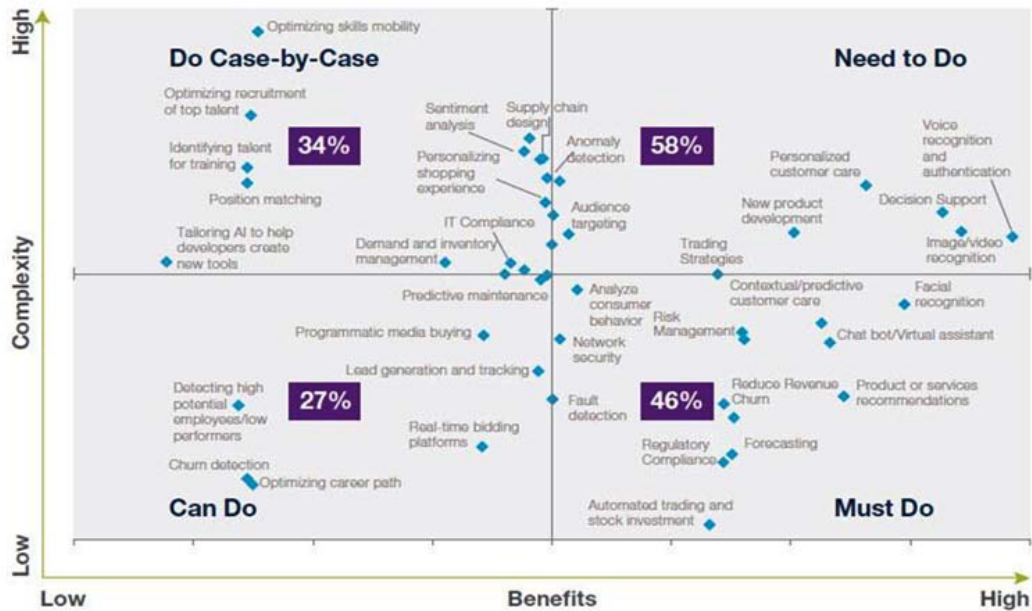 High
Optimizing skills mobility
Do Case-by-Case
Need to Do
Optimizing recruitment
of top talent
Sentiment
analysis
Supply chain
design
Voice
recognition
and
authentication
34%
58%
Identifying talent
for training
Anomaly
detection
Personalized
customer care
Personalizing
shopping
experience
Position matching
Decision Support
New product
development
Audience
targeting
IT Compliance
Tailoring AI to help
developers create
new tools
Demand and inventory
management
Trading
Strategies
Image/video
recognition
Complexity
Predictive maintenance
Analyze
consumer
behavior
Contextual/predictive
customer care
Facial
recognition
Programmatic media buying
Risk
Management
Chat bot/Virtual assistant
Network
security
Lead generation and tracking
Detecting high
potential
employees/low
performers
27%
46%
Reduce Revenue
Churn
Product or services
recommendations
Fault
detection
Real-time bidding
platforms
Regulatory
Compliance
Forecasting
Churn detection
Optimizing career path
Can Do
Automated trading and
stock investment
Must Do
Low
Low
Benefits
High